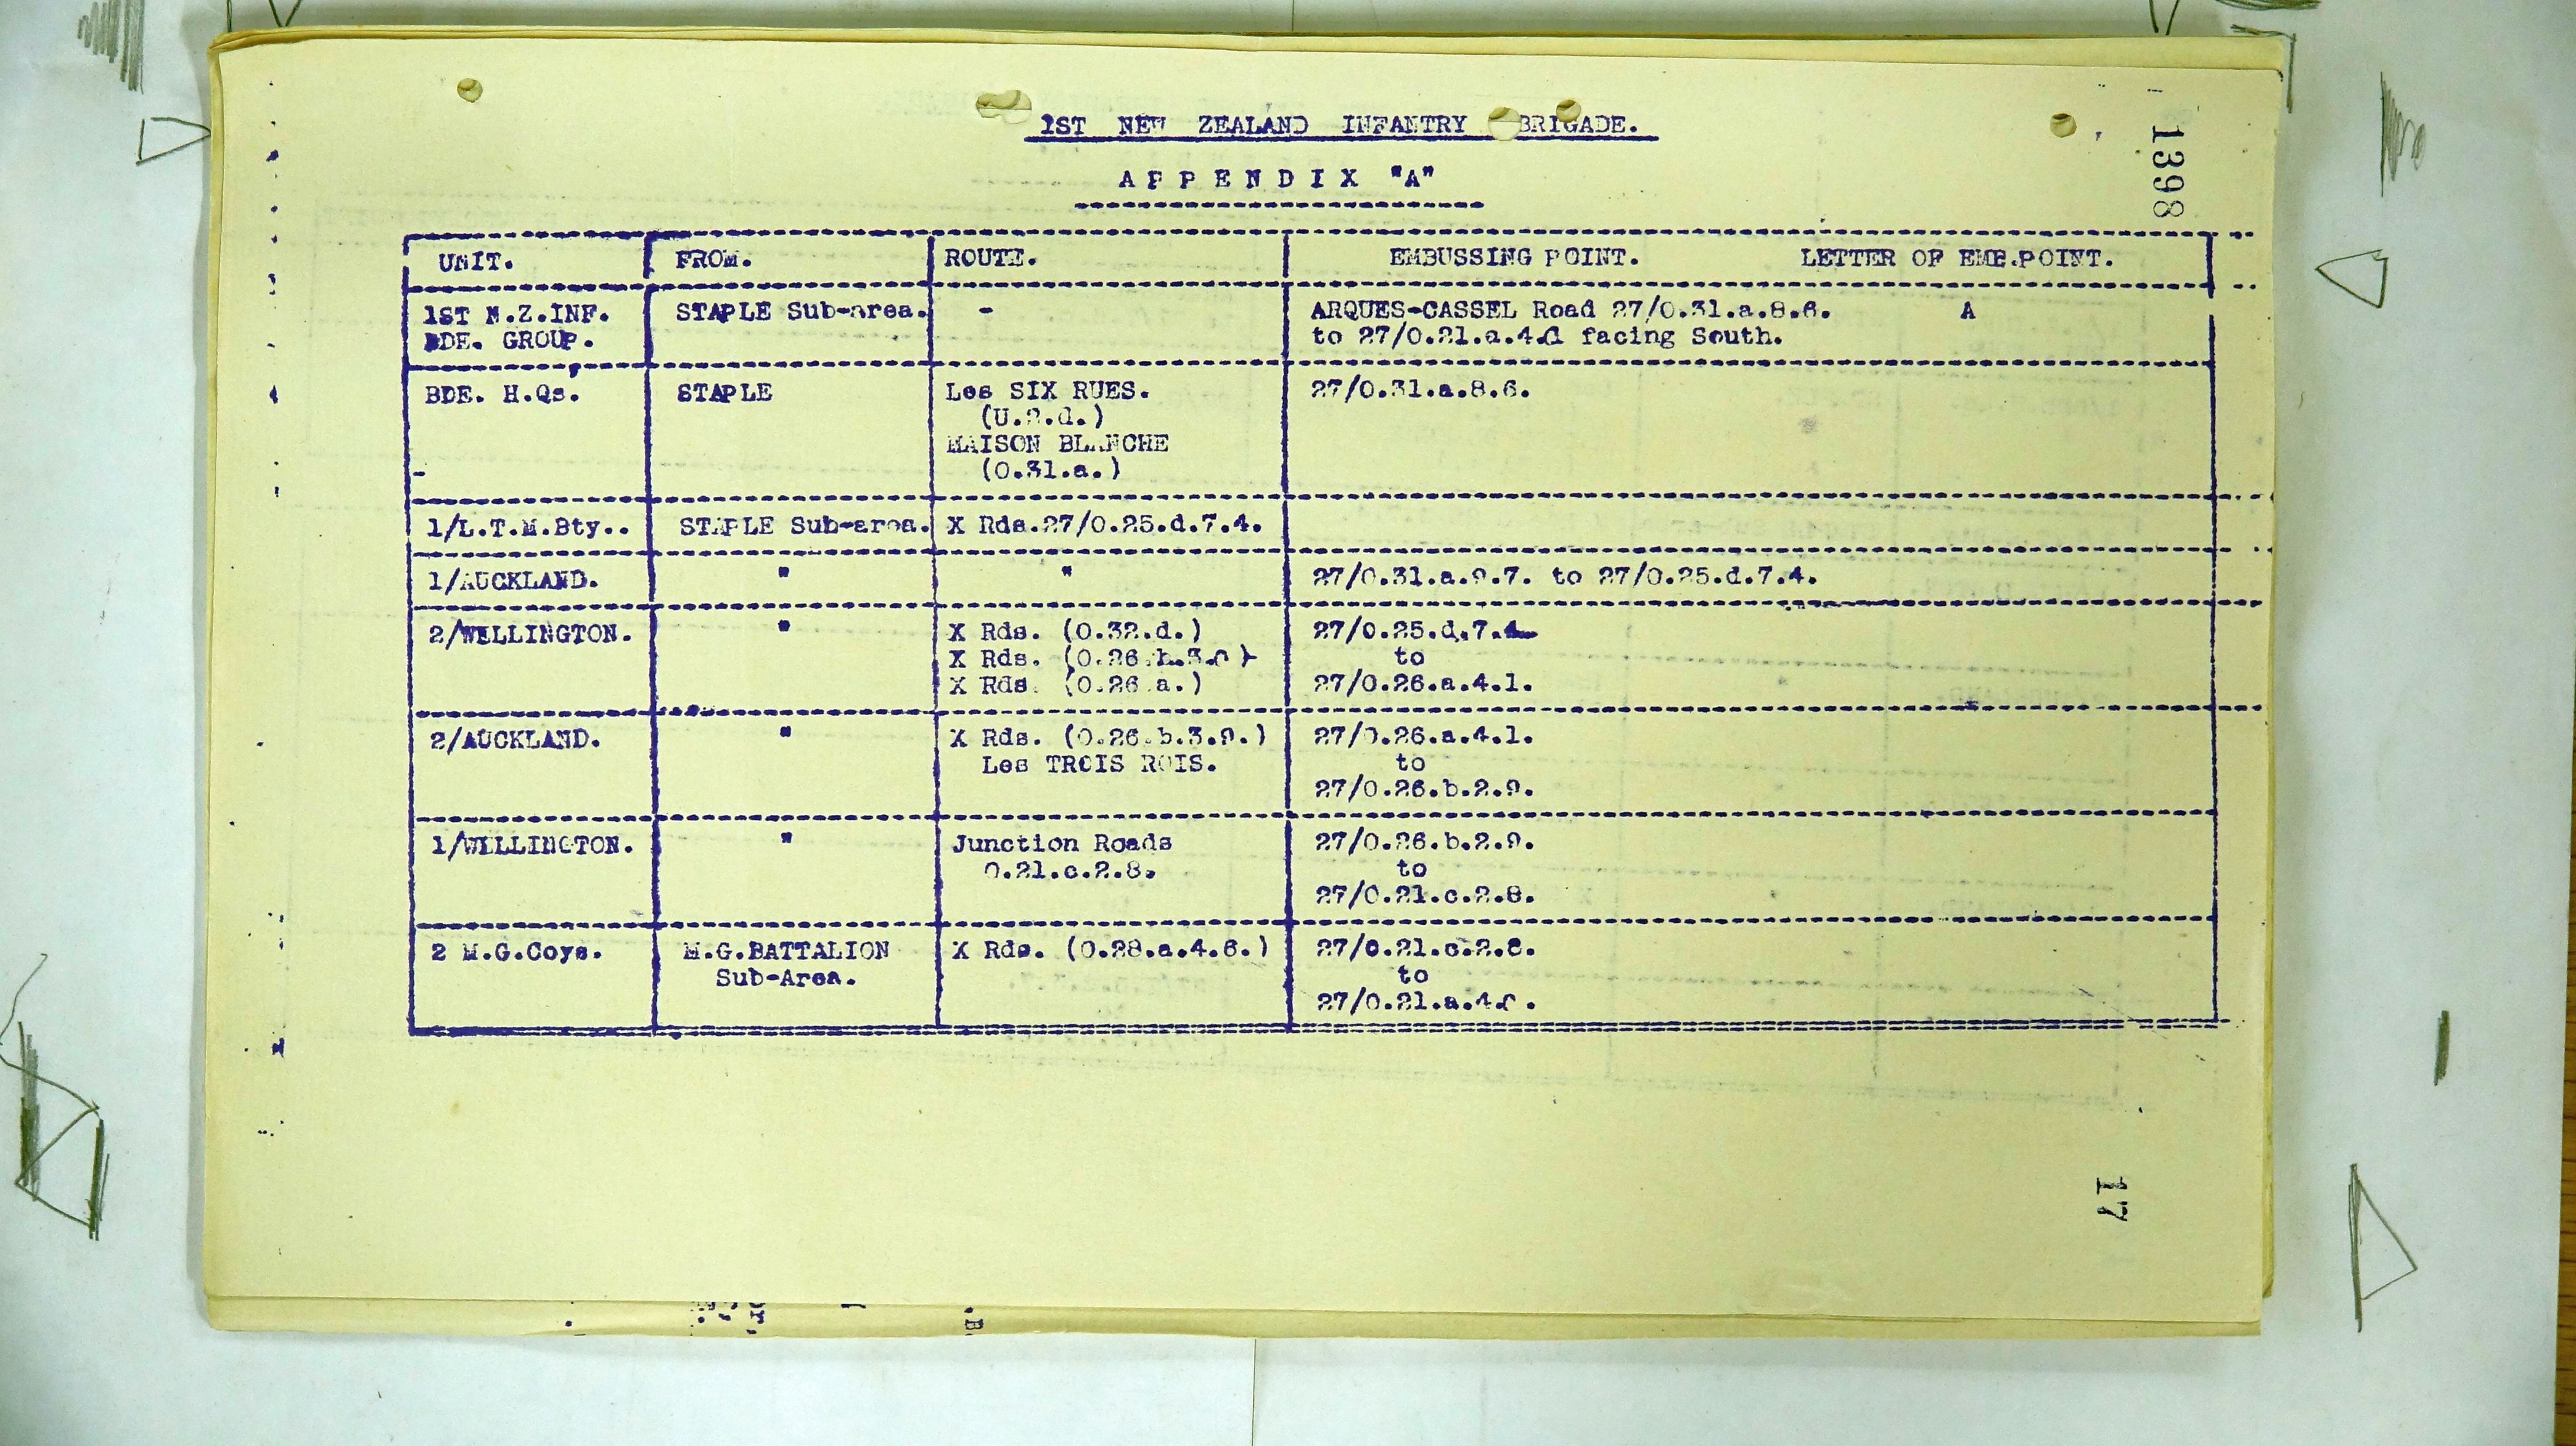 1398
1ST NEW ZEALAND INFANTRY BRIGADE.
APPENDIX "A"
UNIT. FROM. ROUTE. EMBUSSING POINT. LETTER OF EMB.POINT.
1ST N.Z.INF. STAPLE Sub-area. - ARQUES-CASSEL Road 27/O.31.a.8.6. A
BDE. GROUP. to 27/O.21.a.4.0 facing South.
BDE. H.Qs. STAPLE Les SIX RUES. 27/O.31.a.8.6.
(U.2.d.)
MAISON BLANCHE
(O.31.a.)
1/L.T.M.Bty.. STAPLE Sub-area. X Rds.27/O.25.d.7.4.
1/AUCKLAND. " " 27/O.31.a.9.7. to 27/O.25.d.7.4.
2/WELLINGTON. " X Rds. (O.32.d.) 27/O.25.d.7.4.
X Rds. (O.26.b.3.0) to
X Rds. (O.26.a.) 27/O.26.a.4.1.
2/AUCKLAND. " X Rds. (O.26.b.3.9.) 27/O.26.a.4.1.
Les TROIS ROIS. to
27/O.26.b.2.9.
1/WELLINGTON. " Junction Roads 27/O.26.b.2.9.
O.21.c.2.8. to
27/O.21.c.2.8.
2 M.G.Coys. M.G.BATTALION X Rds. (O.28.a.4.6.) 27/O.21.c.2.8.
Sub-Area. to
27/O.21.a.4.0.
17